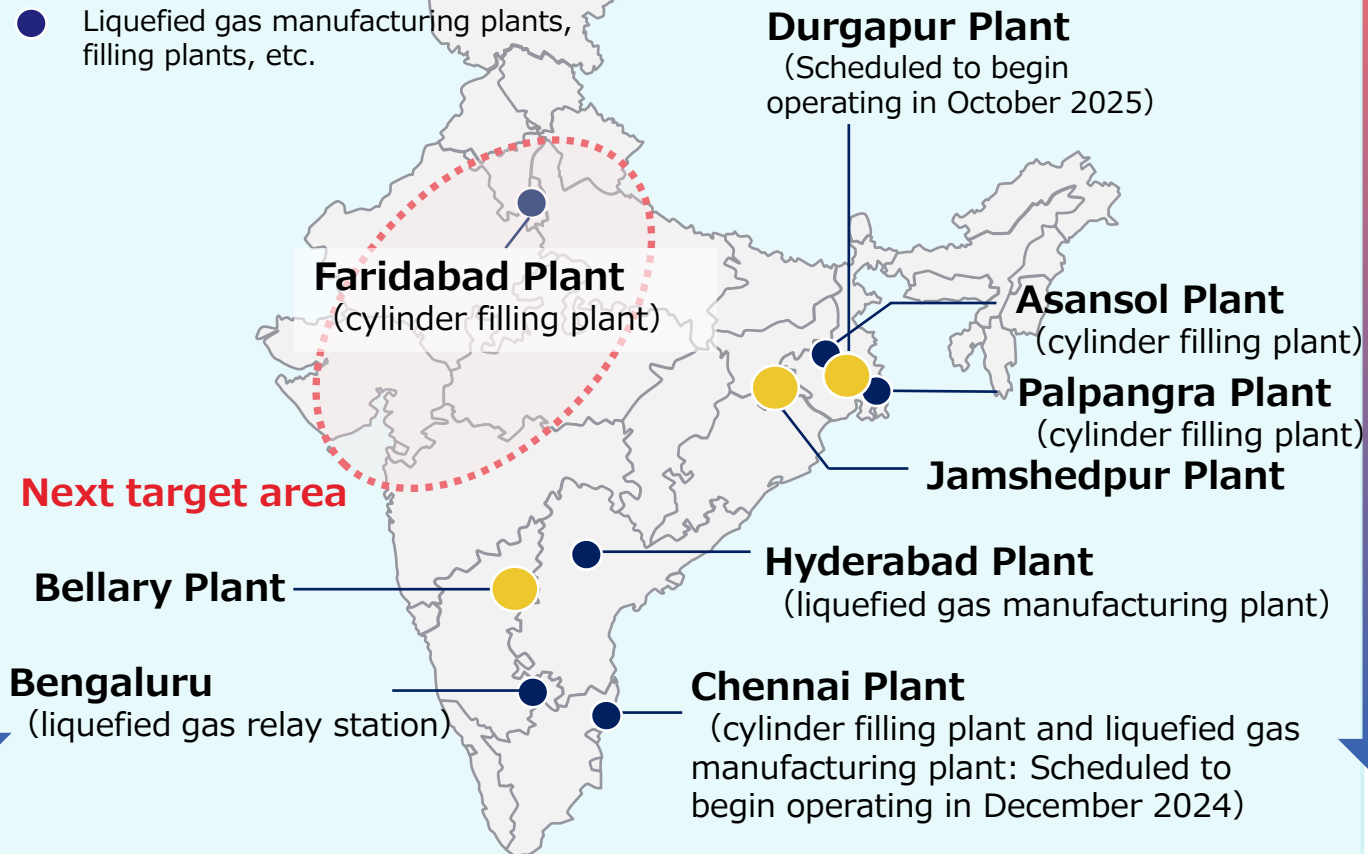 Liquefied gas manufacturing plants,
filling plants, etc.
Durgapur Plant
（Scheduled to begin
operating in October 2025）
Faridabad Plant
（cylinder filling plant）
Asansol Plant
（cylinder filling plant）
Palpangra Plant
（cylinder filling plant）
Jamshedpur Plant
Next target area
Bellary Plant
Hyderabad Plant
（liquefied gas manufacturing plant）
Bengaluru
（liquefied gas relay station）
Chennai Plant
（cylinder filling plant and liquefied gas
manufacturing plant: Scheduled to
begin operating in December 2024）